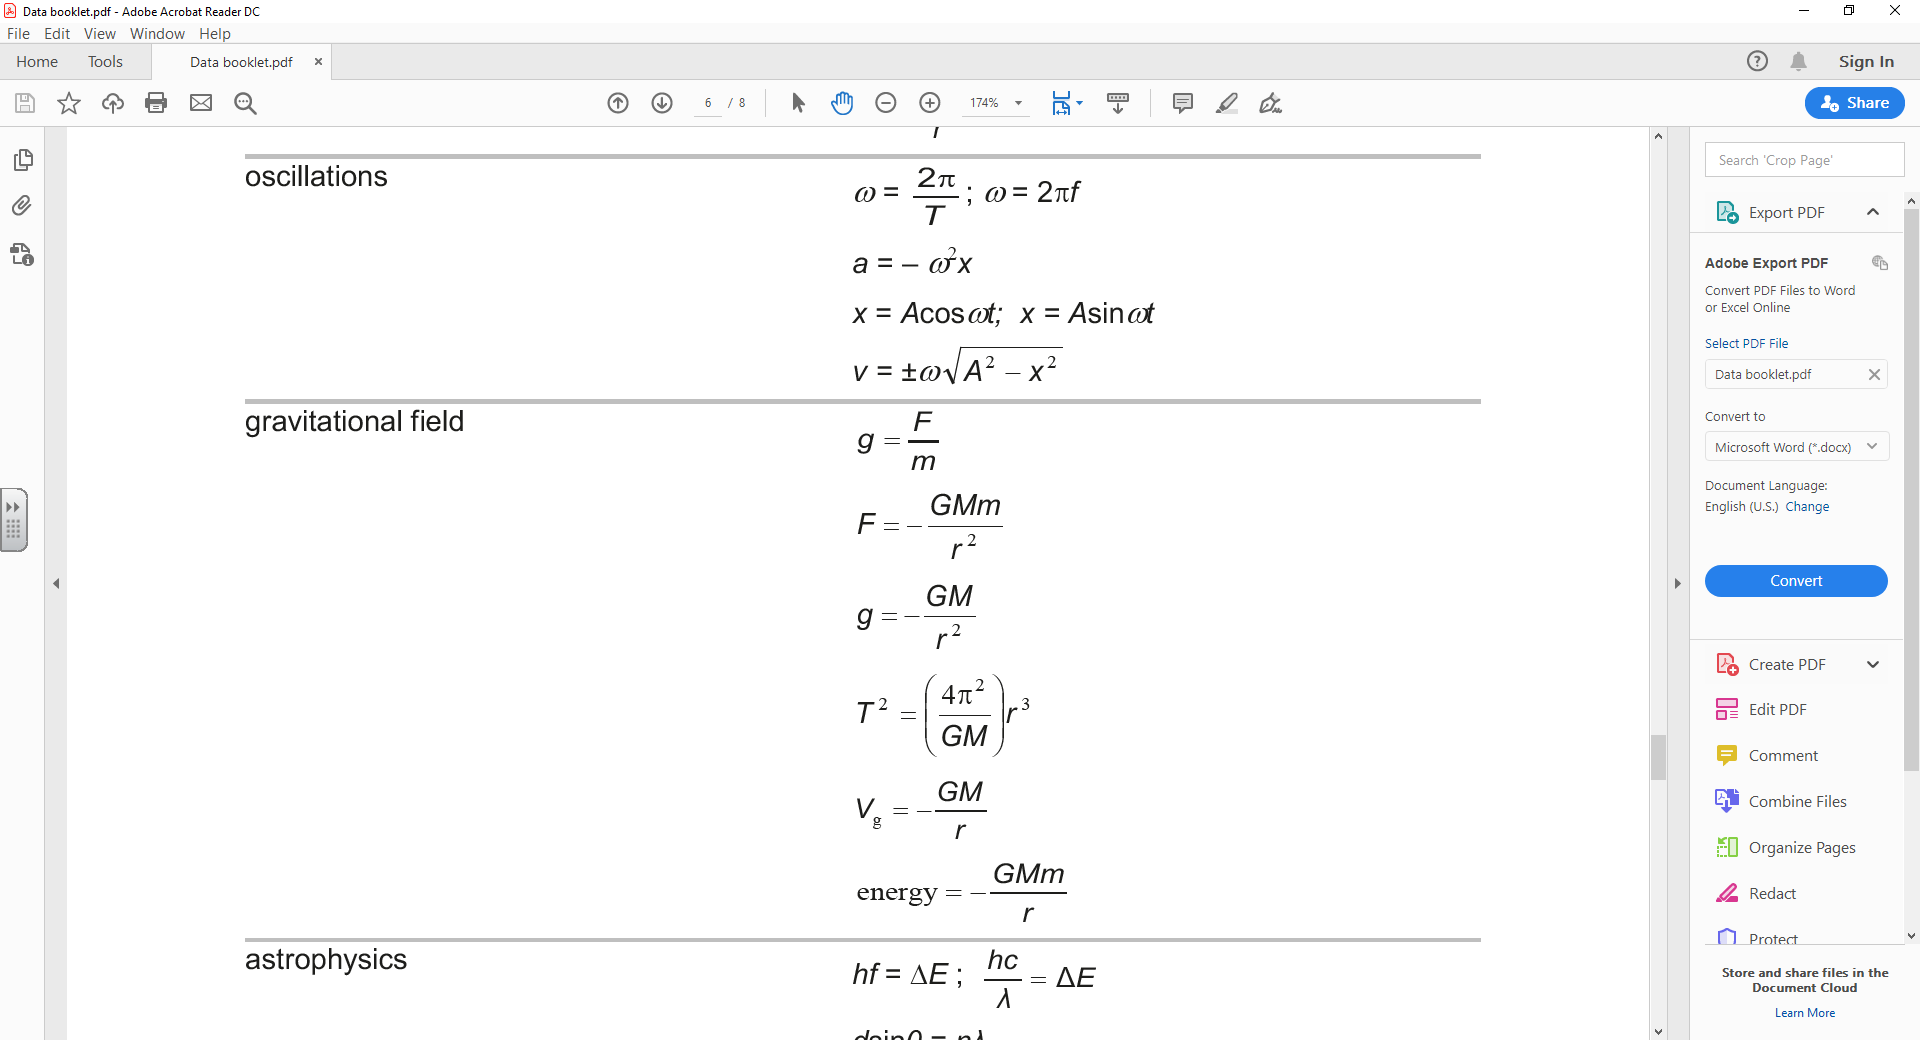 Data booklet.pdf - Adobe Acrobat Reader DC
File Edit View Window Help
Home Tools Data booklet.pdf × Sign In
6 / 8 174% Share
oscillations
ω = 2π/T ; ω = 2πf
a = – ω²x
x = Acosωt; x = Asinωt
v = ±ω√(A² − x²)
gravitational field
g = F/m
F = −GMm/r²
g = −GM/r²
T² = (4π²/GM)r³
Vg = −GM/r
energy = −GMm/r
astrophysics
hf = ΔE ; hc/λ = ΔE
dsinθ = nλ
Search 'Crop Page'
Export PDF
Adobe Export PDF
Convert PDF Files to Word
or Excel Online
Select PDF File
Data booklet.pdf
Convert to
Microsoft Word (*.docx)
Document Language:
English (U.S.) Change
Convert
Create PDF
Edit PDF
Comment
Combine Files
Organize Pages
Redact
Protect
Store and share files in the
Document Cloud
Learn More